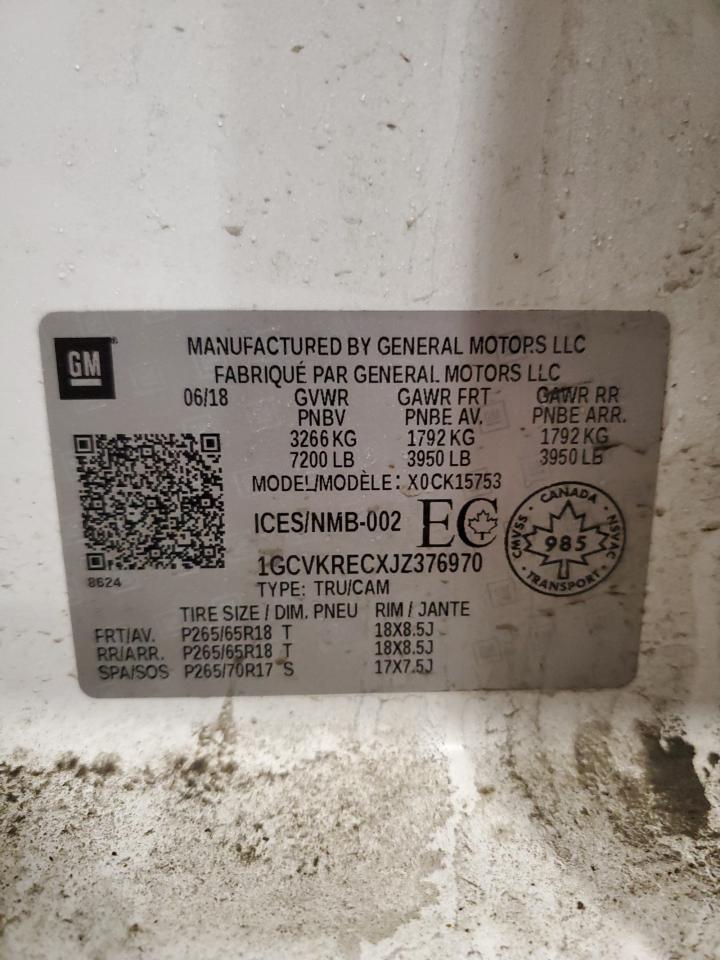 GM
MANUFACTURED BY GENERAL MOTORS LLC
FABRIQUÉ PAR GENERAL MOTORS LLC
06/18 GVWR GAWR FRT GAWR RR
PNBV PNBE AV. PNBE ARR.
3266 KG 1792 KG 1792 KG
7200 LB 3950 LB 3950 LB
MODEL/MODÈLE: X0CK15753
ICES/NMB-002 EC
1GCVKRECXJZ376970
CANADA
CMVSS 985 NSVAC
TRANSPORT
8624
TYPE: TRU/CAM
TIRE SIZE / DIM. PNEU RIM / JANTE
FRT/AV. P265/65R18 T 18X8.5J
RR/ARR. P265/65R18 T 18X8.5J
SPA/SOS P265/70R17 S 17X7.5J